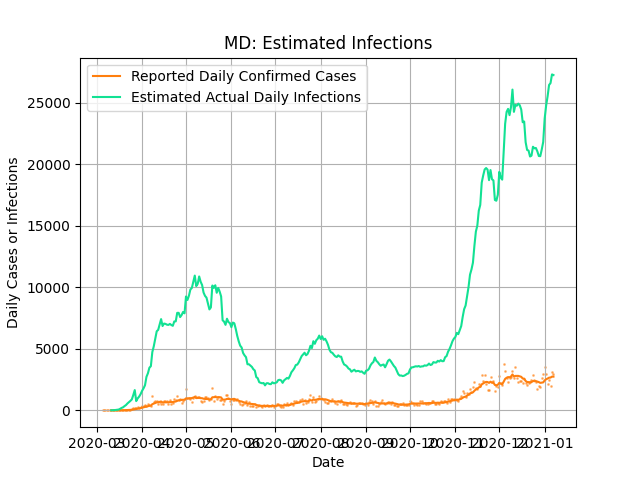 MD: Estimated Infections
Reported Daily Confirmed Cases
Estimated Actual Daily Infections
25000
20000
15000
10000
5000
0
Daily Cases or Infections
2020-03 2020-04 2020-05 2020-06 2020-07 2020-08 2020-09 2020-10 2020-11 2020-12 2021-01
Date